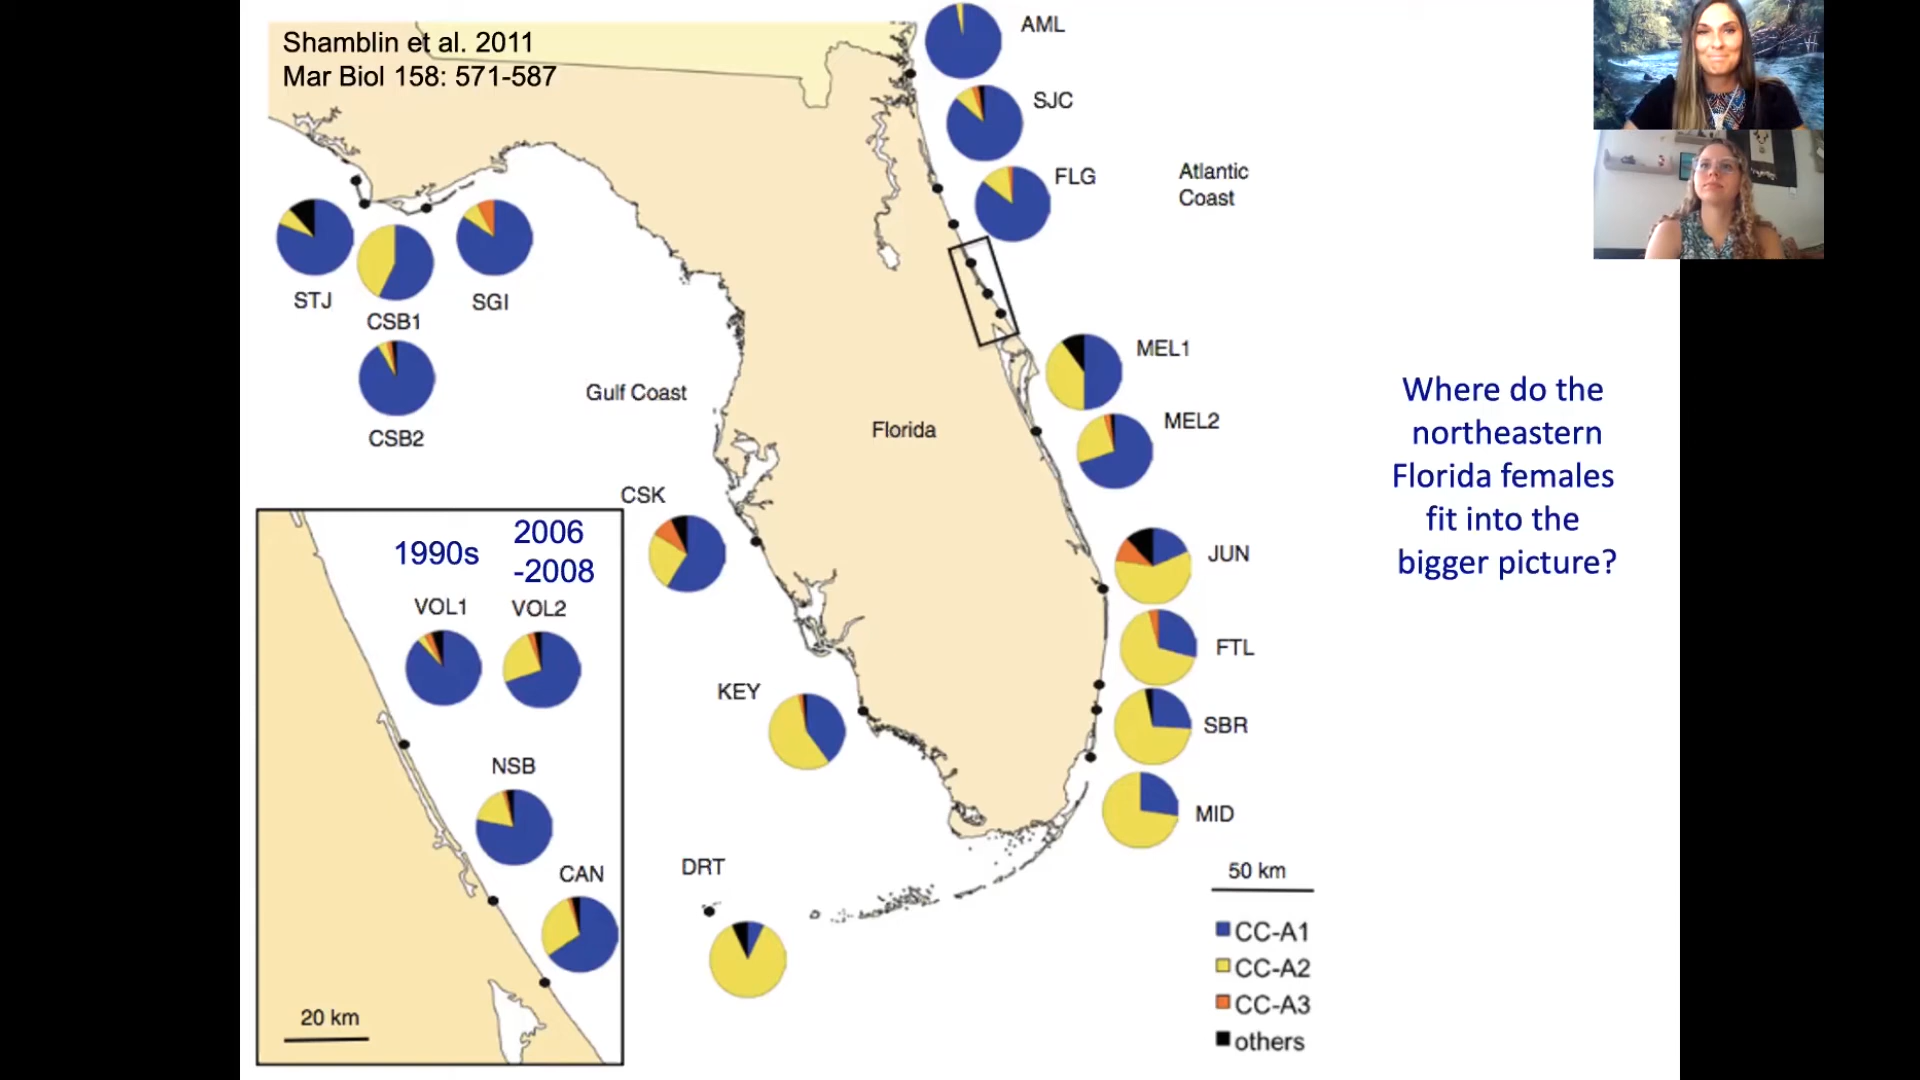 Shamblin et al. 2011
Mar Biol 158: 571-587
AML
SJC
FLG
Atlantic
Coast
STJ
CSB1
SGI
CSB2
Gulf Coast
Florida
MEL1
MEL2
Where do the
northeastern
Florida females
fit into the
bigger picture?
CSK
JUN
FTL
SBR
MID
KEY
DRT
1990s
2006
-2008
VOL1
VOL2
NSB
CAN
20 km
50 km
CC-A1
CC-A2
CC-A3
others